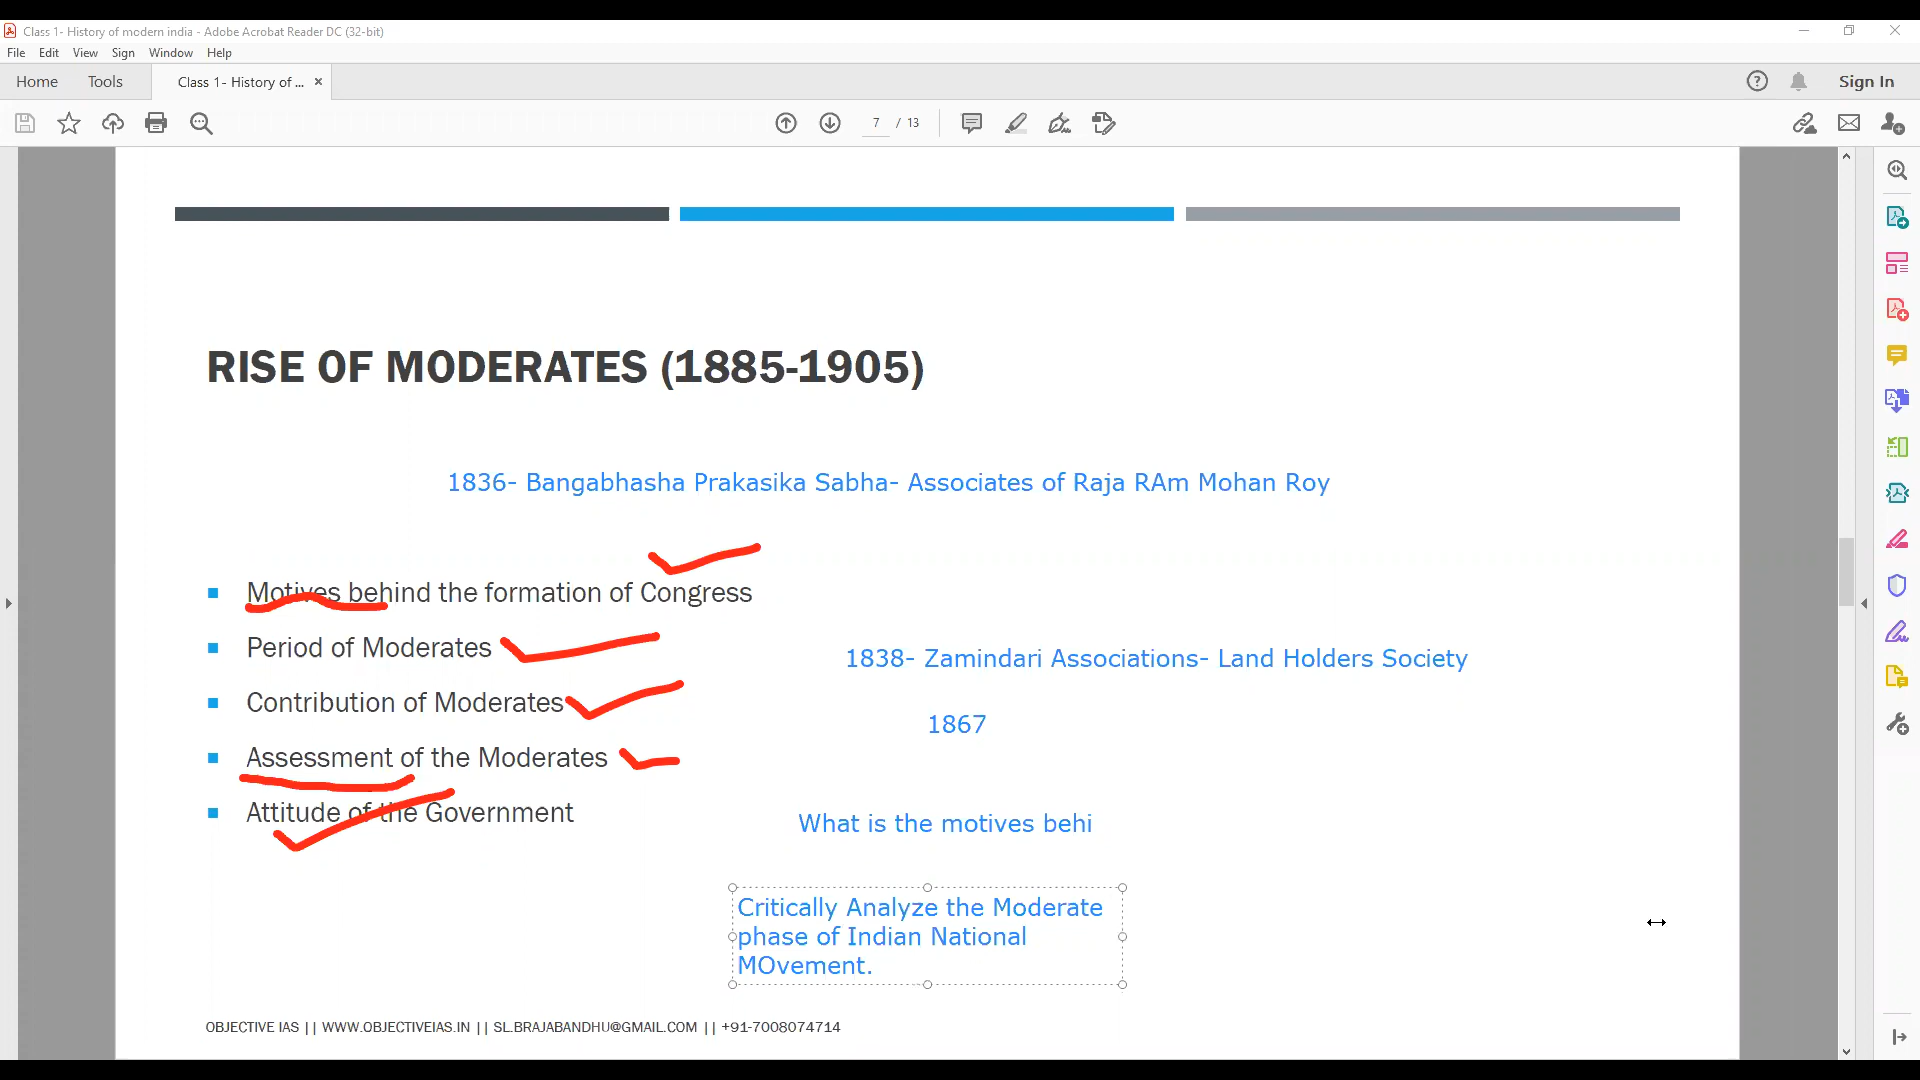 Class 1- History of modern india - Adobe Acrobat Reader DC (32-bit)
File Edit View Sign Window Help
Home Tools Class 1- History of ... × Sign In
7 / 13
RISE OF MODERATES (1885-1905)
1836- Bangabhasha Prakasika Sabha- Associates of Raja RAm Mohan Roy
Motives behind the formation of Congress
Period of Moderates
1838- Zamindari Associations- Land Holders Society
Contribution of Moderates
1867
Assessment of the Moderates
Attitude of the Government
What is the motives behi
Critically Analyze the Moderate
phase of Indian National
MOvement.
OBJECTIVE IAS || WWW.OBJECTIVEIAS.IN || SL.BRAJABANDHU@GMAIL.COM || +91-7008074714